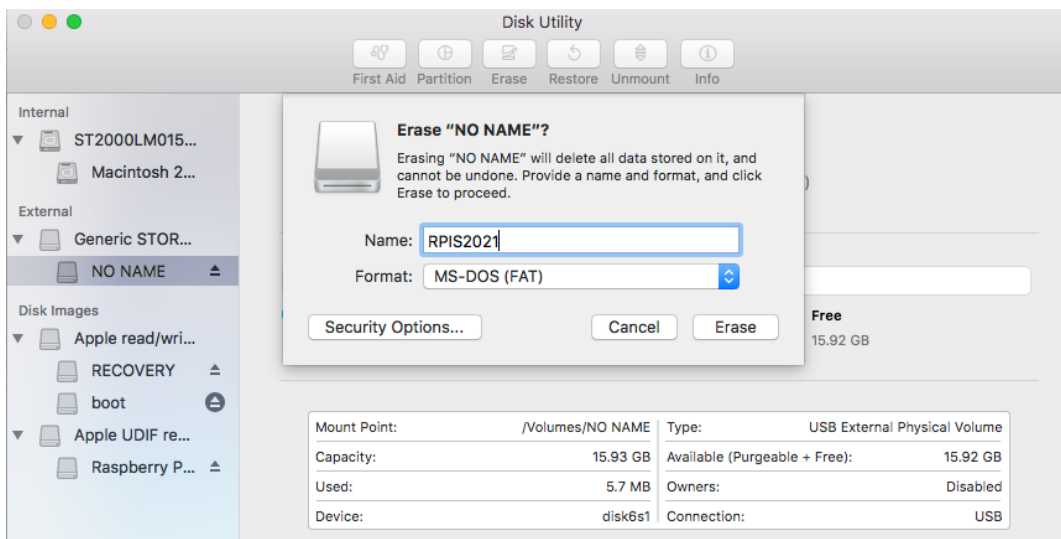 Disk Utility
First Aid Partition Erase Restore Unmount Info
Internal
ST2000LM015...
Macintosh 2...
External
Generic STOR...
NO NAME
Disk Images
Apple read/wri...
RECOVERY
boot
Apple UDIF re...
Raspberry P...
Erase “NO NAME”?
Erasing “NO NAME” will delete all data stored on it, and
cannot be undone. Provide a name and format, and click
Erase to proceed.
Name: RPIS2021
Format: MS-DOS (FAT)
Security Options... Cancel Erase
)
Free
15.92 GB
Mount Point: /Volumes/NO NAME Type: USB External Physical Volume
Capacity: 15.93 GB Available (Purgeable + Free): 15.92 GB
Used: 5.7 MB Owners: Disabled
Device: disk6s1 Connection: USB